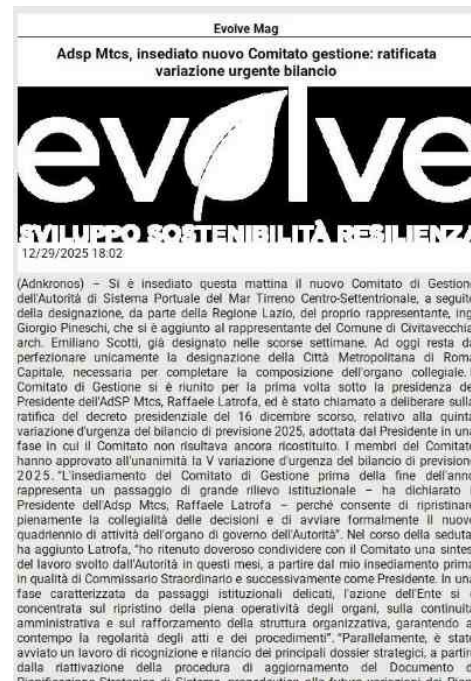 Evolve Mag
Adsp Mtcs, insediato nuovo Comitato gestione: ratificata
variazione urgente bilancio
evolve
SVILUPPO SOSTENIBILITÀ RESILIENZA
12/29/2025 18:02
(Adnkronos) – Si è insediato questa mattina il nuovo Comitato di Gestione
dell'Autorità di Sistema Portuale del Mar Tirreno Centro-Settentrionale, a seguito
della designazione, da parte della Regione Lazio, del proprio rappresentante, ing.
Giorgio Pineschi, che si è aggiunto al rappresentante del Comune di Civitavecchia,
arch. Emiliano Scotti, già designato nelle scorse settimane. Ad oggi resta da
perfezionare unicamente la designazione della Città Metropolitana di Roma
Capitale, necessaria per completare la composizione dell'organo collegiale.
Comitato di Gestione si è riunito per la prima volta sotto la presidenza del
Presidente dell'AdSP Mtcs, Raffaele Latrofa, ed è stato chiamato a deliberare sulla
ratifica del decreto presidenziale del 16 dicembre scorso, relativo alla quinta
variazione d'urgenza del bilancio di previsione 2025, adottata dal Presidente in una
fase in cui il Comitato non risultava ancora ricostituito. I membri del Comitato
hanno approvato all'unanimità la V variazione d'urgenza del bilancio di previsione
2025. "L'insediamento del Comitato di Gestione prima della fine dell'anno
rappresenta un passaggio di grande rilievo istituzionale – ha dichiarato
Presidente dell'Adsp Mtcs, Raffaele Latrofa – perché consente di ripristinare
pienamente la collegialità delle decisioni e di avviare formalmente il nuovo
quadriennio di attività dell'organo di governo dell'Autorità". Nel corso della seduta,
ha aggiunto Latrofa, "ho ritenuto doveroso condividere con il Comitato una sintesi
del lavoro svolto dall'Autorità in questi mesi, a partire dal mio insediamento prima
in qualità di Commissario Straordinario e successivamente come Presidente. In una
fase caratterizzata da passaggi istituzionali delicati, l'azione dell'Ente si è
concentrata sul ripristino della piena operatività degli organi, sulla continuità
amministrativa e sul rafforzamento della struttura organizzativa, garantendo al
contempo la regolarità degli atti e dei procedimenti". "Parallelamente, è stato
avviato un lavoro di ricognizione e rilancio dei principali dossier strategici, a partire
dalla riattivazione della procedura di aggiornamento del Documento di